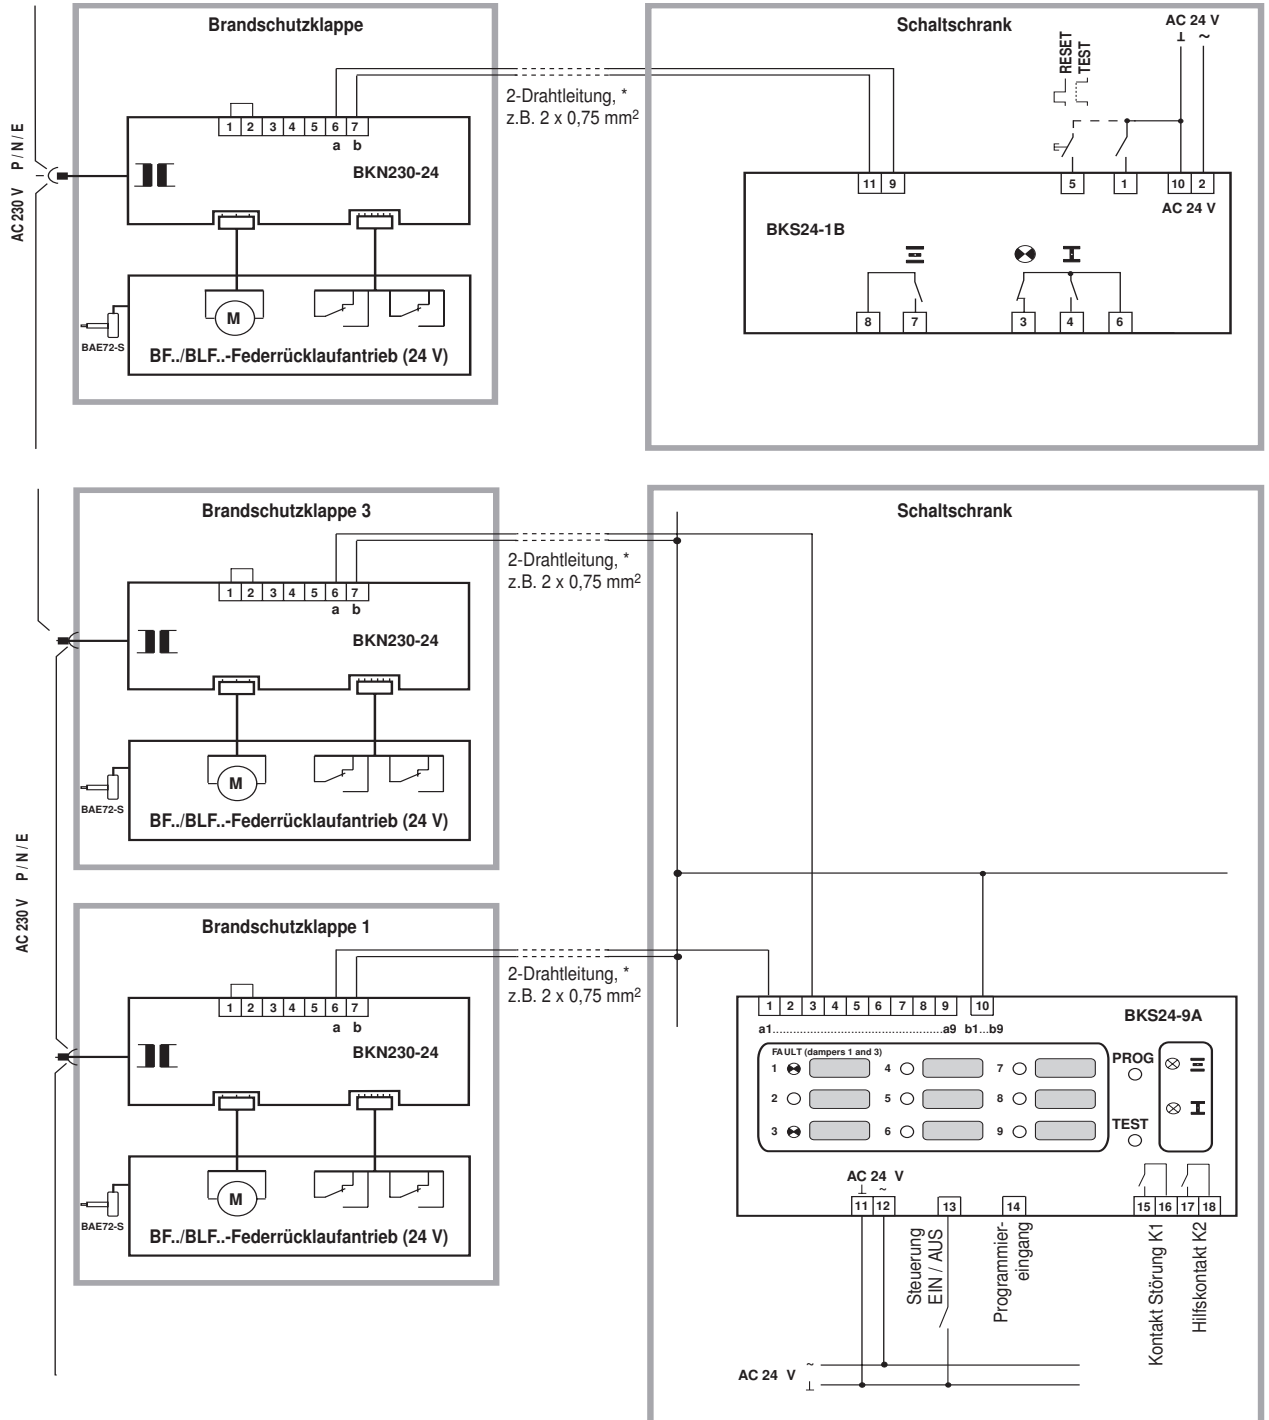 Brandschutzklappe
Schaltschrank
AC 24 V
⊥ ~
RESET
TEST
2-Drahtleitung, *
z.B. 2 x 0,75 mm²
1 2 3 4 5 6 7
a b
BKN230-24
AC 230 V P / N / E
11 9 5 1 10 2
AC 24 V
BKS24-1B
8 7 3 4 6
M
BAE72-S
BF../BLF..-Federrücklaufantrieb (24 V)
Brandschutzklappe 3
Schaltschrank
2-Drahtleitung, *
z.B. 2 x 0,75 mm²
1 2 3 4 5 6 7
a b
BKN230-24
M
BAE72-S
BF../BLF..-Federrücklaufantrieb (24 V)
AC 230 V P / N / E
Brandschutzklappe 1
2-Drahtleitung, *
z.B. 2 x 0,75 mm²
1 2 3 4 5 6 7
a b
BKN230-24
M
BAE72-S
BF../BLF..-Federrücklaufantrieb (24 V)
1 2 3 4 5 6 7 8 9 10
BKS24-9A
a1..................................................a9 b1...b9
FAULT (dampers 1 and 3)
1 4 7
2 5 8
3 6 9
PROG
TEST
AC 24 V
⊥ ~
11 12 13 14 15 16 17 18
Steuerung
EIN / AUS
Programmier-
eingang
Kontakt Störung K1
Hilfskontakt K2
AC 24 V ~
⊥